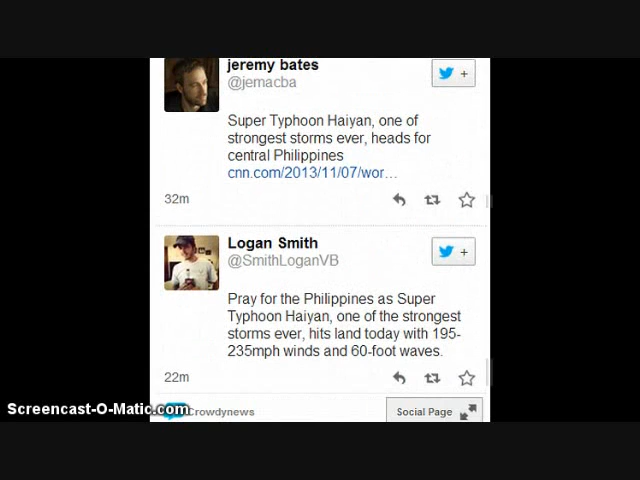 jeremy bates
@jemacba
+
Super Typhoon Haiyan, one of
strongest storms ever, heads for
central Philippines
cnn.com/2013/11/07/wor…
32m
Logan Smith
@SmithLoganVB
+
Pray for the Philippines as Super
Typhoon Haiyan, one of the strongest
storms ever, hits land today with 195-
235mph winds and 60-foot waves.
22m
Screencast-O-Matic.com
crowdynews
Social Page